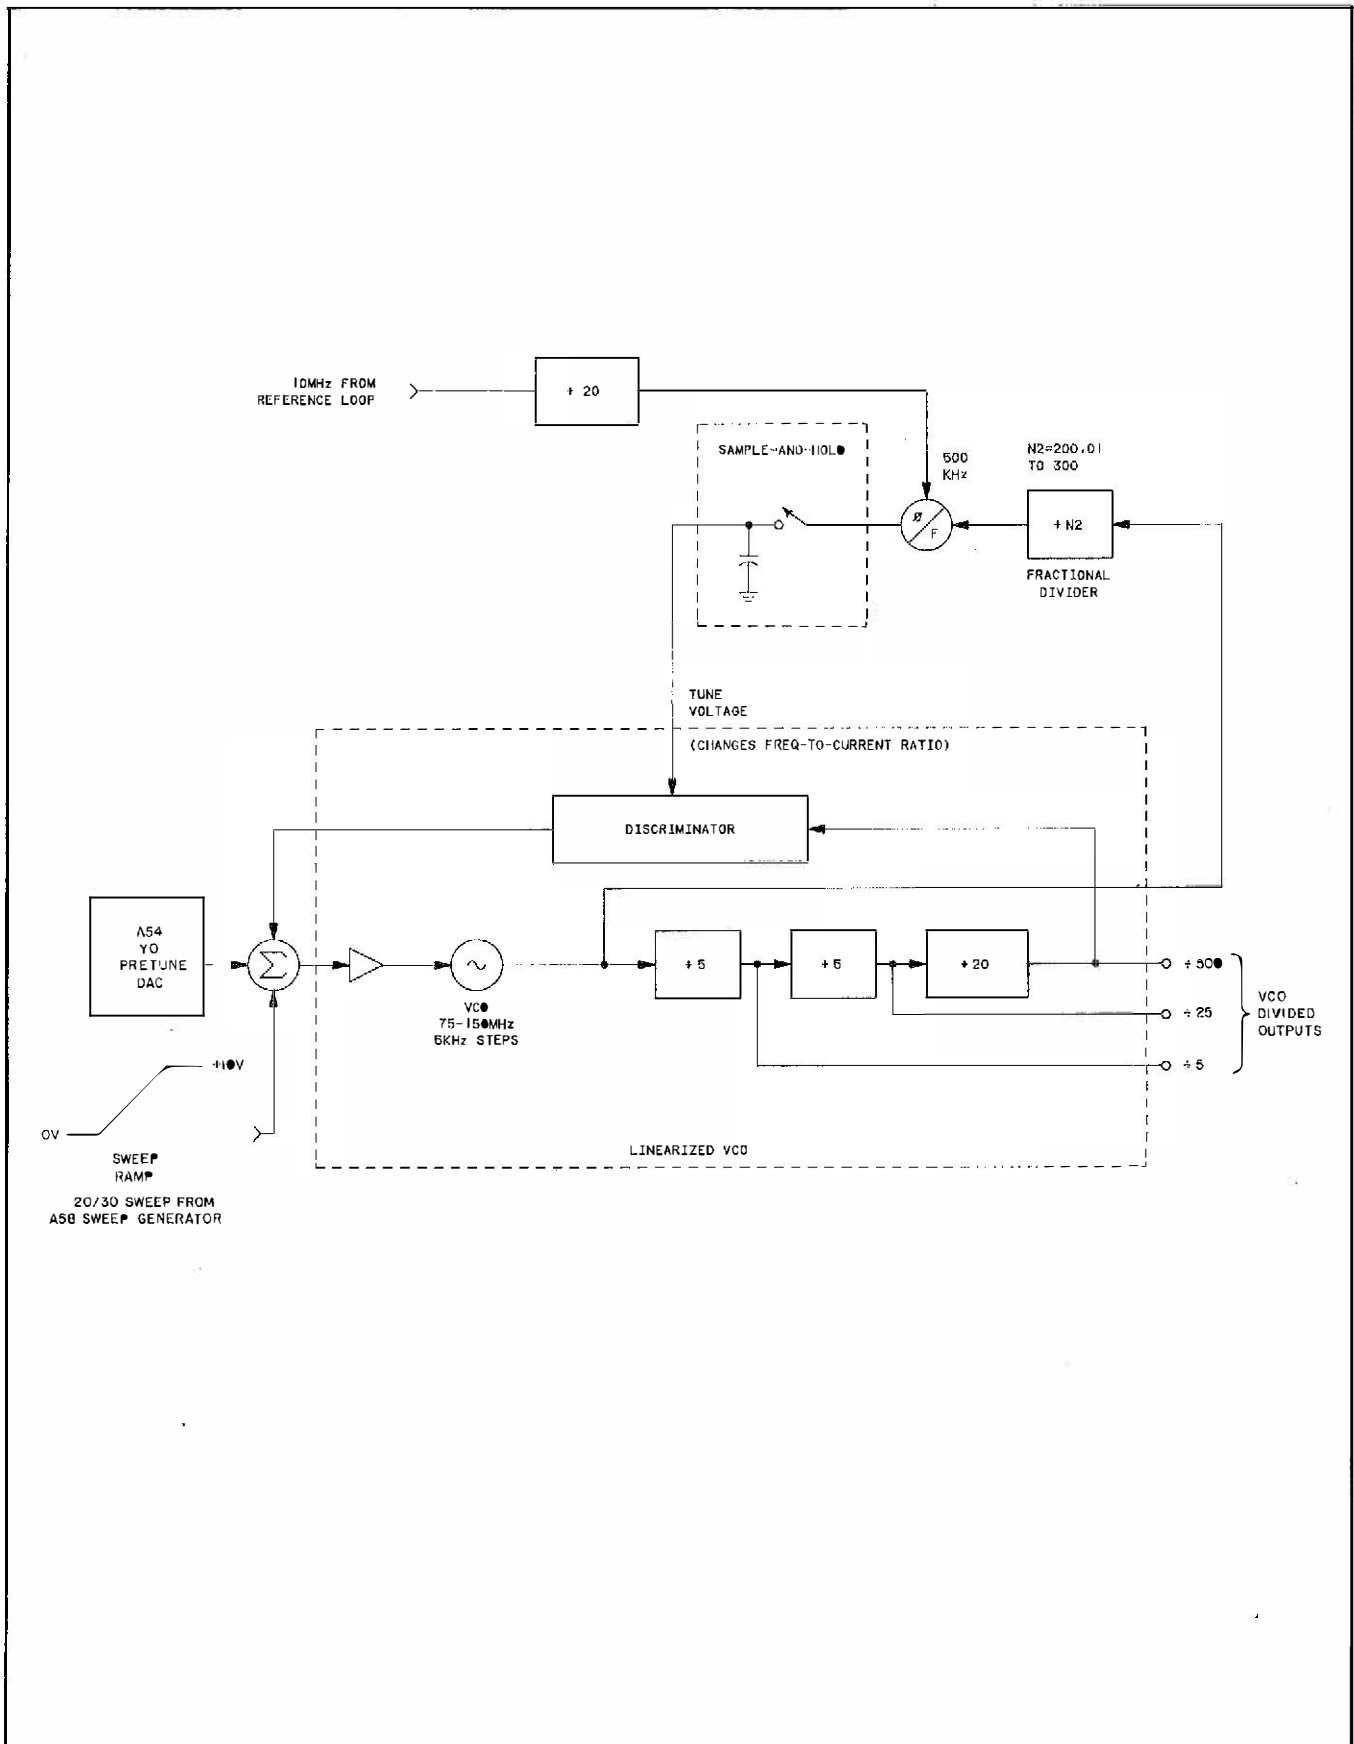 10MHz FROM
REFERENCE LOOP
÷ 20
SAMPLE-AND-HOLD
500
KHz
N2=200.01
TO 300
Ø
F
÷ N2
FRACTIONAL
DIVIDER
TUNE
VOLTAGE
(CHANGES FREQ-TO-CURRENT RATIO)
DISCRIMINATOR
A54
YO
PRETUNE
DAC
Σ
~
VCO
75-150MHz
5KHz STEPS
÷ 5
÷ 5
÷ 20
÷ 500
÷ 25
÷ 5
VCO
DIVIDED
OUTPUTS
+10V
0V
SWEEP
RAMP
20/30 SWEEP FROM
A58 SWEEP GENERATOR
LINEARIZED VCO